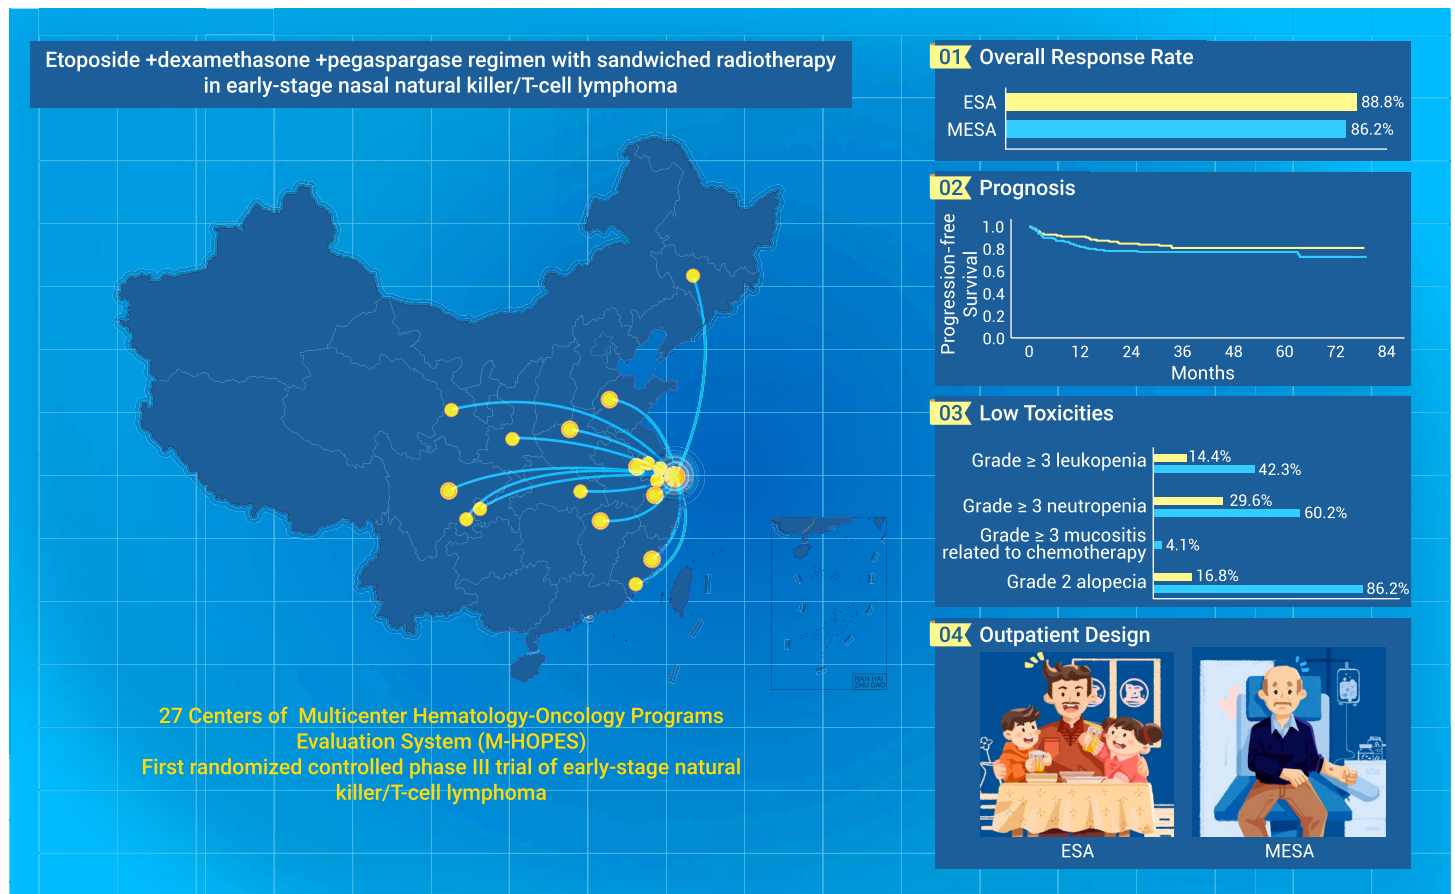 Etoposide +dexamethasone +pegaspargase regimen with sandwiched radiotherapy
in early-stage nasal natural killer/T-cell lymphoma
NAN HAI
ZHU DAO
27 Centers of Multicenter Hematology-Oncology Programs
Evaluation System (M-HOPES)
First randomized controlled phase III trial of early-stage natural
killer/T-cell lymphoma
01 Overall Response Rate
ESA 88.8%
MESA 86.2%
02 Prognosis
Progression-free
Survival
1.0
0.8
0.6
0.4
0.2
0.0
0 12 24 36 48 60 72 84
Months
03 Low Toxicities
Grade ≥ 3 leukopenia 14.4%
42.3%
Grade ≥ 3 neutropenia 29.6%
60.2%
Grade ≥ 3 mucositis
related to chemotherapy 4.1%
Grade 2 alopecia 16.8%
86.2%
04 Outpatient Design
ESA MESA